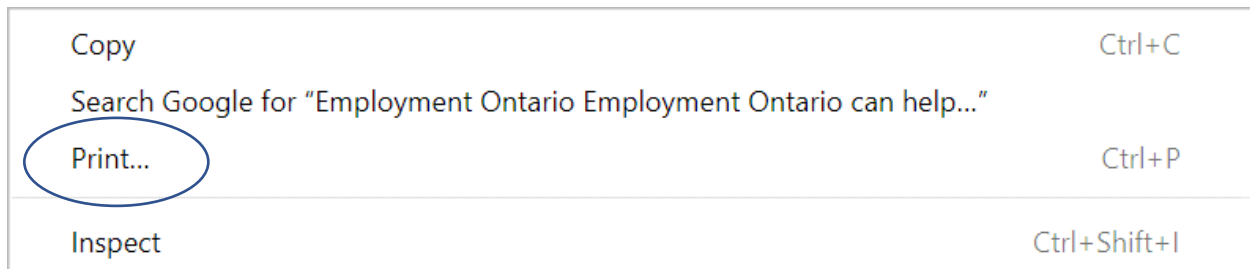 Copy Ctrl+C
Search Google for “Employment Ontario Employment Ontario can help...”
Print... Ctrl+P
Inspect Ctrl+Shift+I